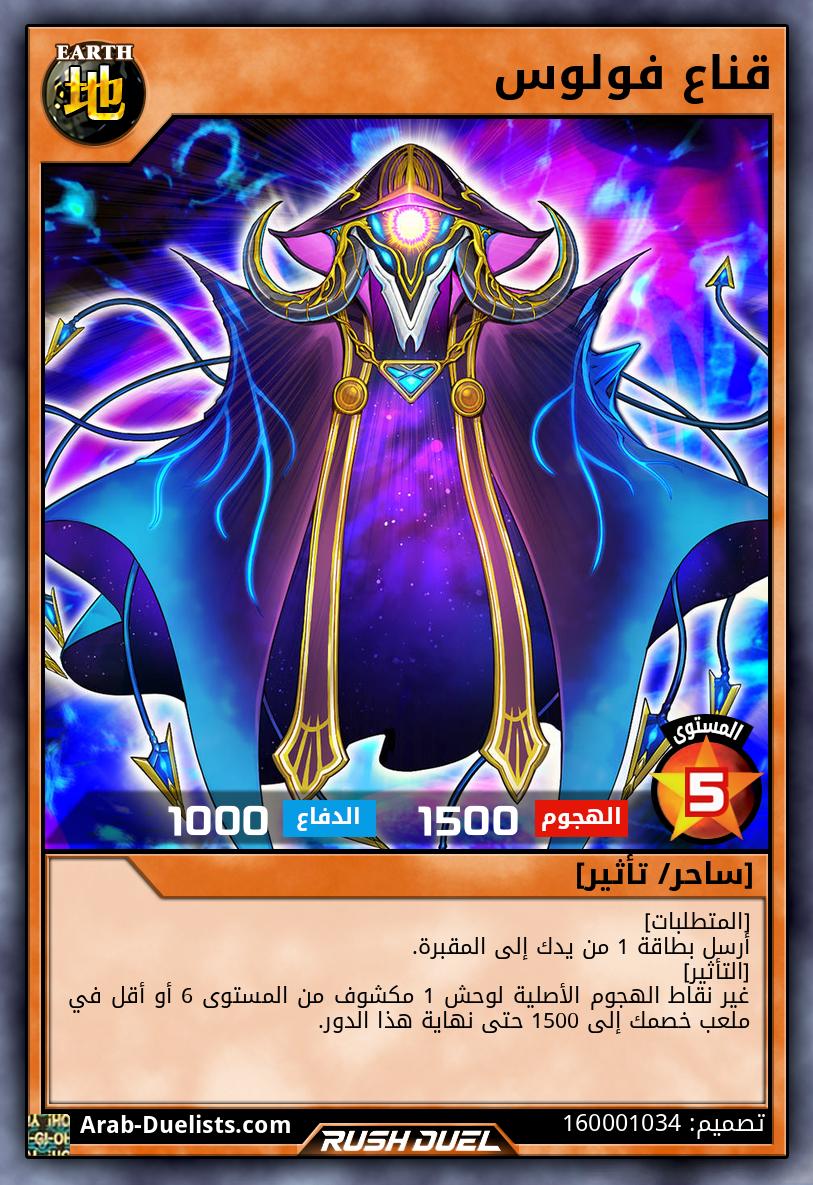 EARTH
地
قناع فولوس
المستوى
5
الهجوم 1500 الدفاع 1000
[ساحر/ تأثير]
[المتطلبات]
أرسل بطاقة 1 من يدك إلى المقبرة.
[التأثير]
غير نقاط الهجوم الأصلية لوحش 1 مكشوف من المستوى 6 أو أقل في
ملعب خصمك إلى 1500 حتى نهاية هذا الدور.
تصميم: 160001034
RUSH DUEL
Arab-Duelists.com